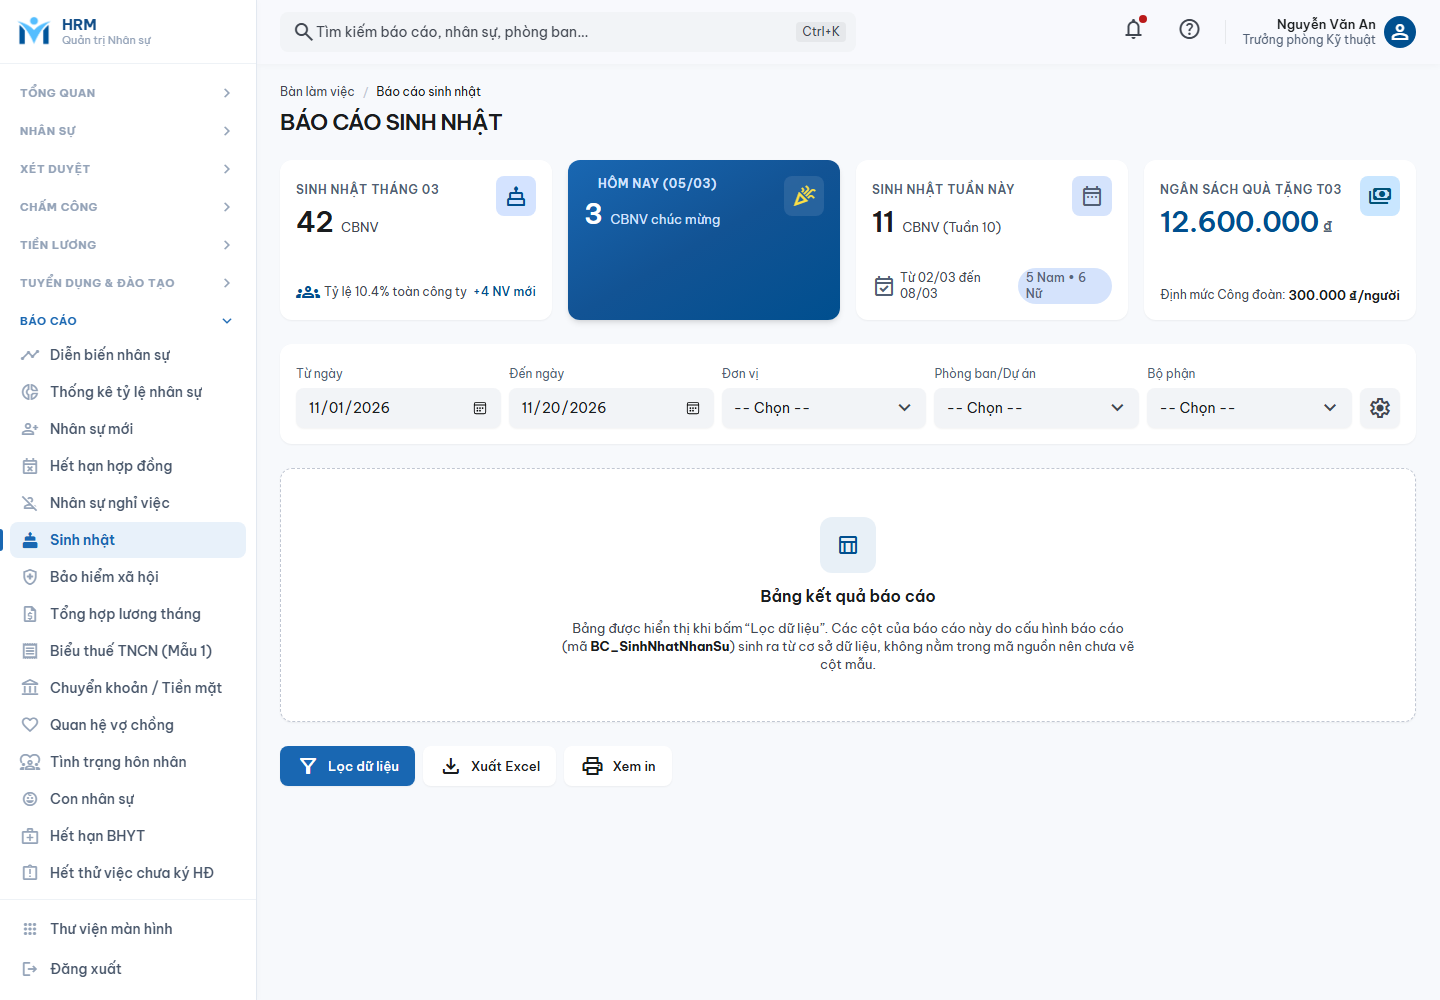 HRM
Quản trị Nhân sự
Tìm kiếm báo cáo, nhân sự, phòng ban...
Ctrl+K
Nguyễn Văn An
Trưởng phòng Kỹ thuật
TỔNG QUAN
NHÂN SỰ
XÉT DUYỆT
CHẤM CÔNG
TIỀN LƯƠNG
TUYỂN DỤNG & ĐÀO TẠO
BÁO CÁO
Diễn biến nhân sự
Thống kê tỷ lệ nhân sự
Nhân sự mới
Hết hạn hợp đồng
Nhân sự nghỉ việc
Sinh nhật
Bảo hiểm xã hội
Tổng hợp lương tháng
Biểu thuế TNCN (Mẫu 1)
Chuyển khoản / Tiền mặt
Quan hệ vợ chồng
Tình trạng hôn nhân
Con nhân sự
Hết hạn BHYT
Hết thử việc chưa ký HĐ
Thư viện màn hình
Đăng xuất
Bàn làm việc / Báo cáo sinh nhật
BÁO CÁO SINH NHẬT
SINH NHẬT THÁNG 03
42 CBNV
Tỷ lệ 10.4% toàn công ty +4 NV mới
HÔM NAY (05/03)
3 CBNV chúc mừng
SINH NHẬT TUẦN NÀY
11 CBNV (Tuần 10)
Từ 02/03 đến
08/03
5 Nam • 6
Nữ
NGÂN SÁCH QUÀ TẶNG T03
12.600.000 ₫
Định mức Công đoàn: 300.000 ₫/người
Từ ngày
11/01/2026
Đến ngày
11/20/2026
Đơn vị
-- Chọn --
Phòng ban/Dự án
-- Chọn --
Bộ phận
-- Chọn --
Bảng kết quả báo cáo
Bảng được hiển thị khi bấm “Lọc dữ liệu”. Các cột của báo cáo này do cấu hình báo cáo
(mã BC_SinhNhatNhanSu) sinh ra từ cơ sở dữ liệu, không nằm trong mã nguồn nên chưa vẽ
cột mẫu.
Lọc dữ liệu
Xuất Excel
Xem in